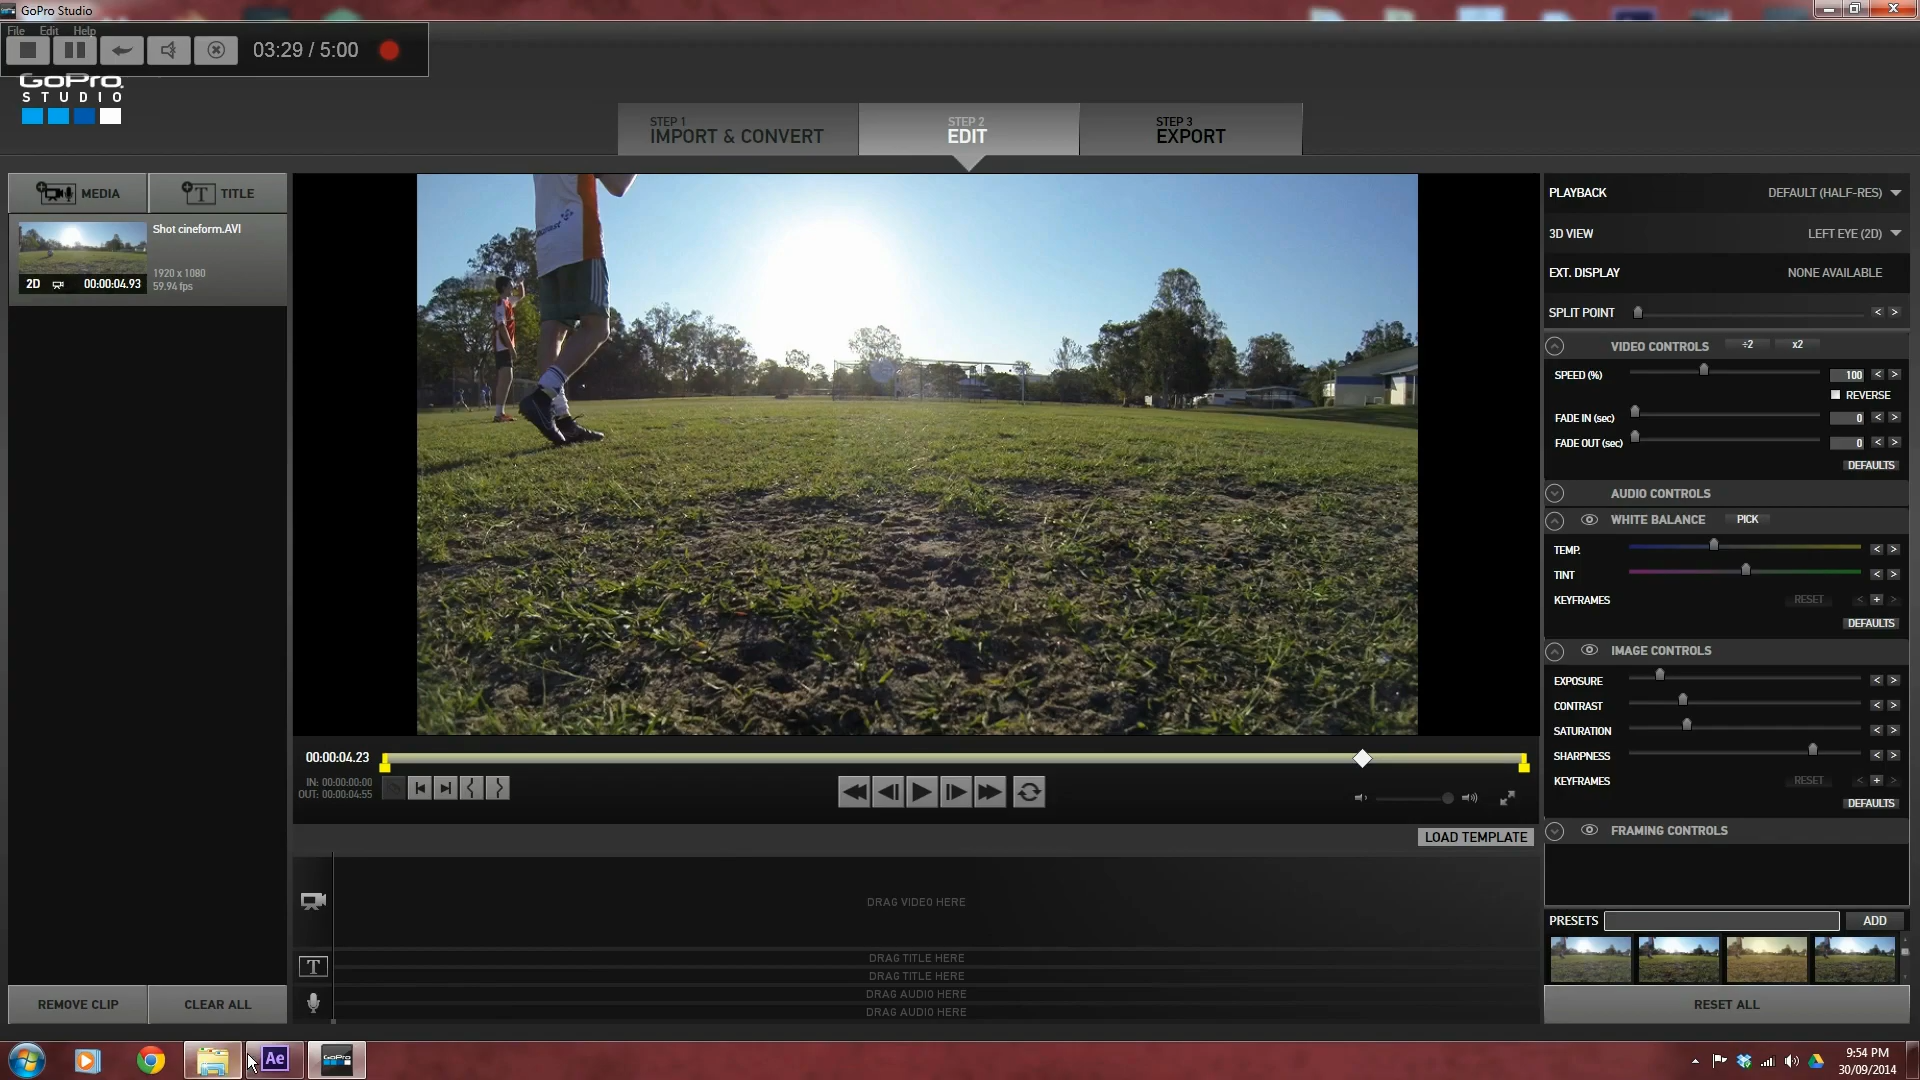 GoPro Studio
File Edit Help
03:29 / 5:00
GoPro
STUDIO
STEP 1
IMPORT & CONVERT
STEP 2
EDIT
STEP 3
EXPORT
MEDIA
TITLE
Shot cineform.AVI
1920 x 1080
59.94 fps
2D
00:00:04.93
PLAYBACK DEFAULT (HALF-RES)
3D VIEW LEFT EYE (2D)
EXT. DISPLAY NONE AVAILABLE
SPLIT POINT < >
VIDEO CONTROLS ÷2 x2
SPEED (%) 100 < >
REVERSE
FADE IN (sec) 0 < >
FADE OUT (sec) 0 < >
DEFAULTS
AUDIO CONTROLS
WHITE BALANCE PICK
TEMP. < >
TINT < >
KEYFRAMES RESET < + >
DEFAULTS
IMAGE CONTROLS
EXPOSURE < >
CONTRAST < >
SATURATION < >
SHARPNESS < >
KEYFRAMES RESET < + >
DEFAULTS
FRAMING CONTROLS
00:00:04.23
IN: 00:00:00:00
OUT: 00:00:04:55
LOAD TEMPLATE
DRAG VIDEO HERE
T
DRAG TITLE HERE
DRAG TITLE HERE
DRAG AUDIO HERE
DRAG AUDIO HERE
PRESETS ADD
REMOVE CLIP
CLEAR ALL
RESET ALL
Ae
GoPro
9:54 PM
30/09/2014